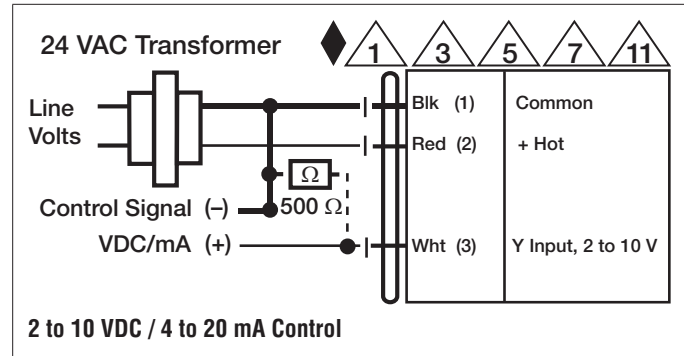 24 VAC Transformer
1 3 5 7 11
Line
Volts
Blk (1) Common
Red (2) + Hot
Ω
500 Ω
Control Signal (–)
VDC/mA (+)
Wht (3) Y Input, 2 to 10 V
2 to 10 VDC / 4 to 20 mA Control